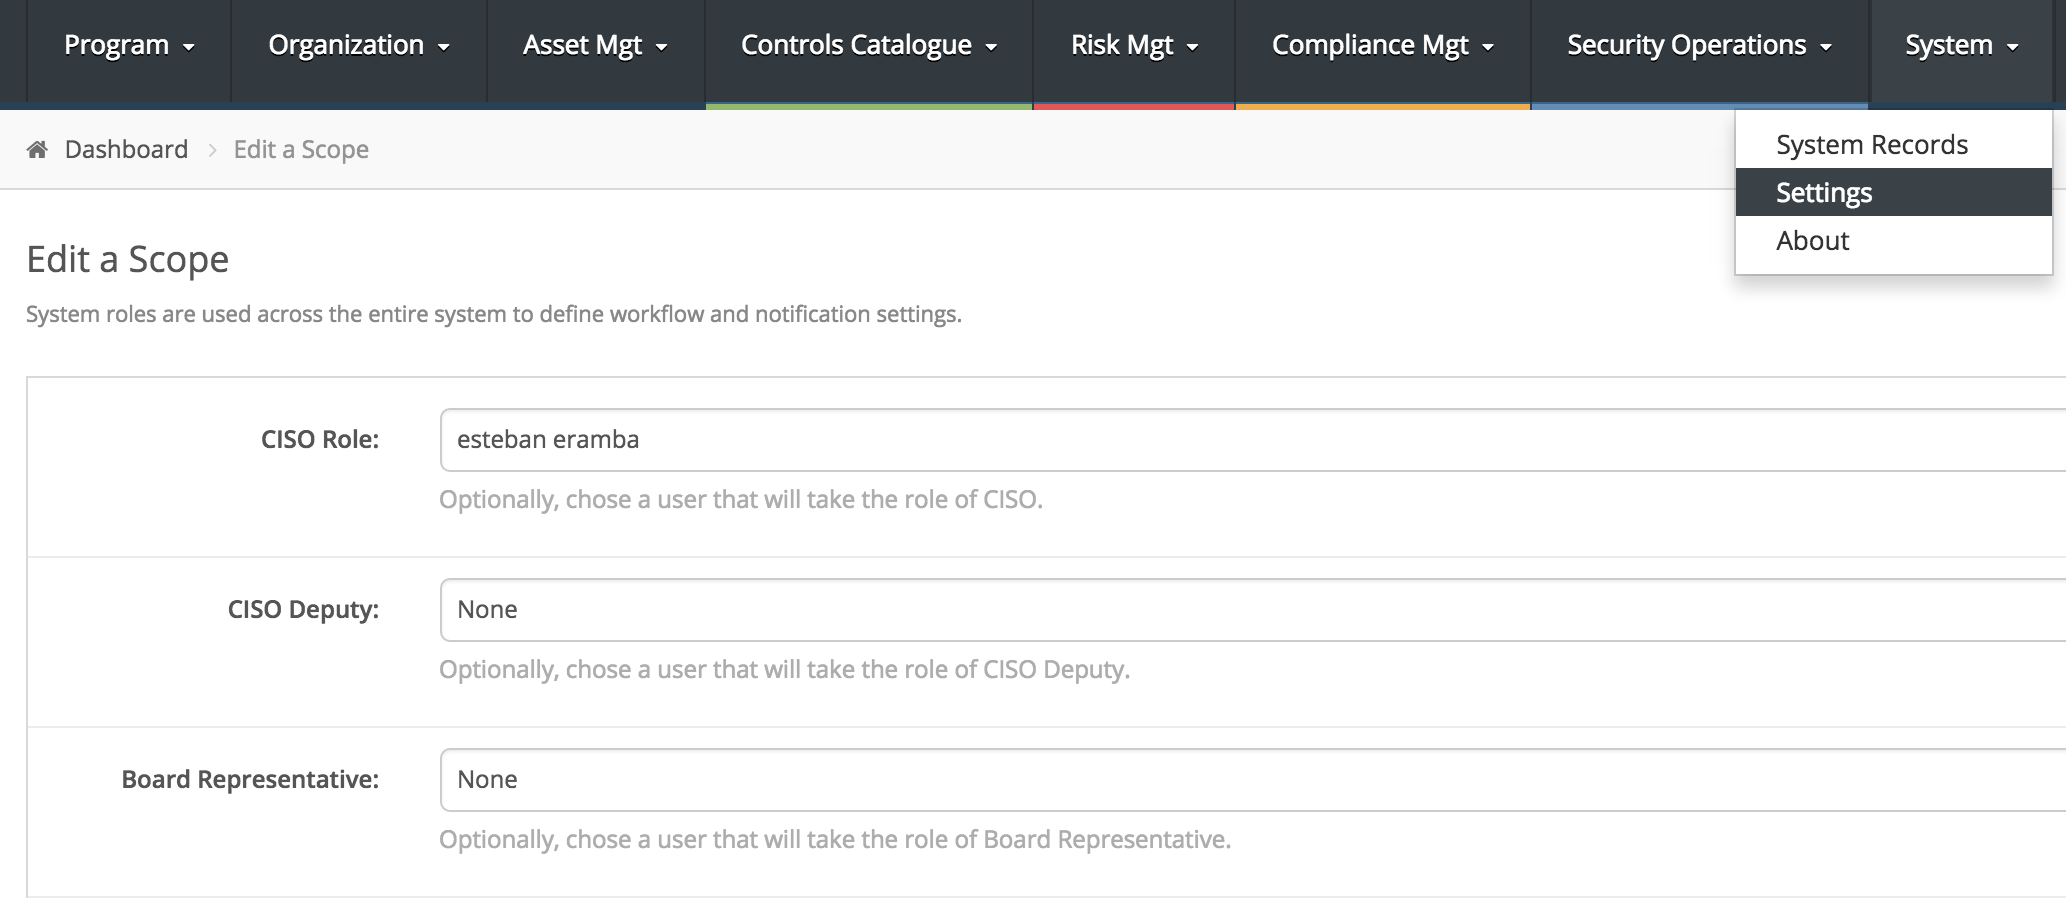 Program Organization Asset Mgt Controls Catalogue Risk Mgt Compliance Mgt Security Operations System
Dashboard Edit a Scope
System Records
Settings
About
Edit a Scope
System roles are used across the entire system to define workflow and notification settings.
CISO Role: esteban eramba
Optionally, chose a user that will take the role of CISO.
CISO Deputy: None
Optionally, chose a user that will take the role of CISO Deputy.
Board Representative: None
Optionally, chose a user that will take the role of Board Representative.